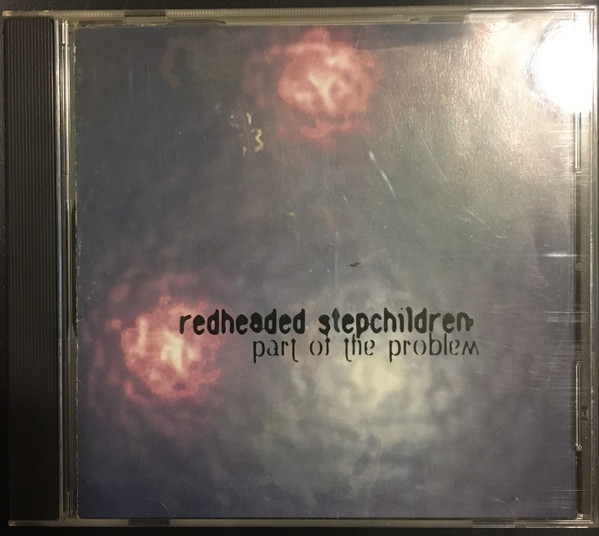 redheaded stepchildren
part of the problem